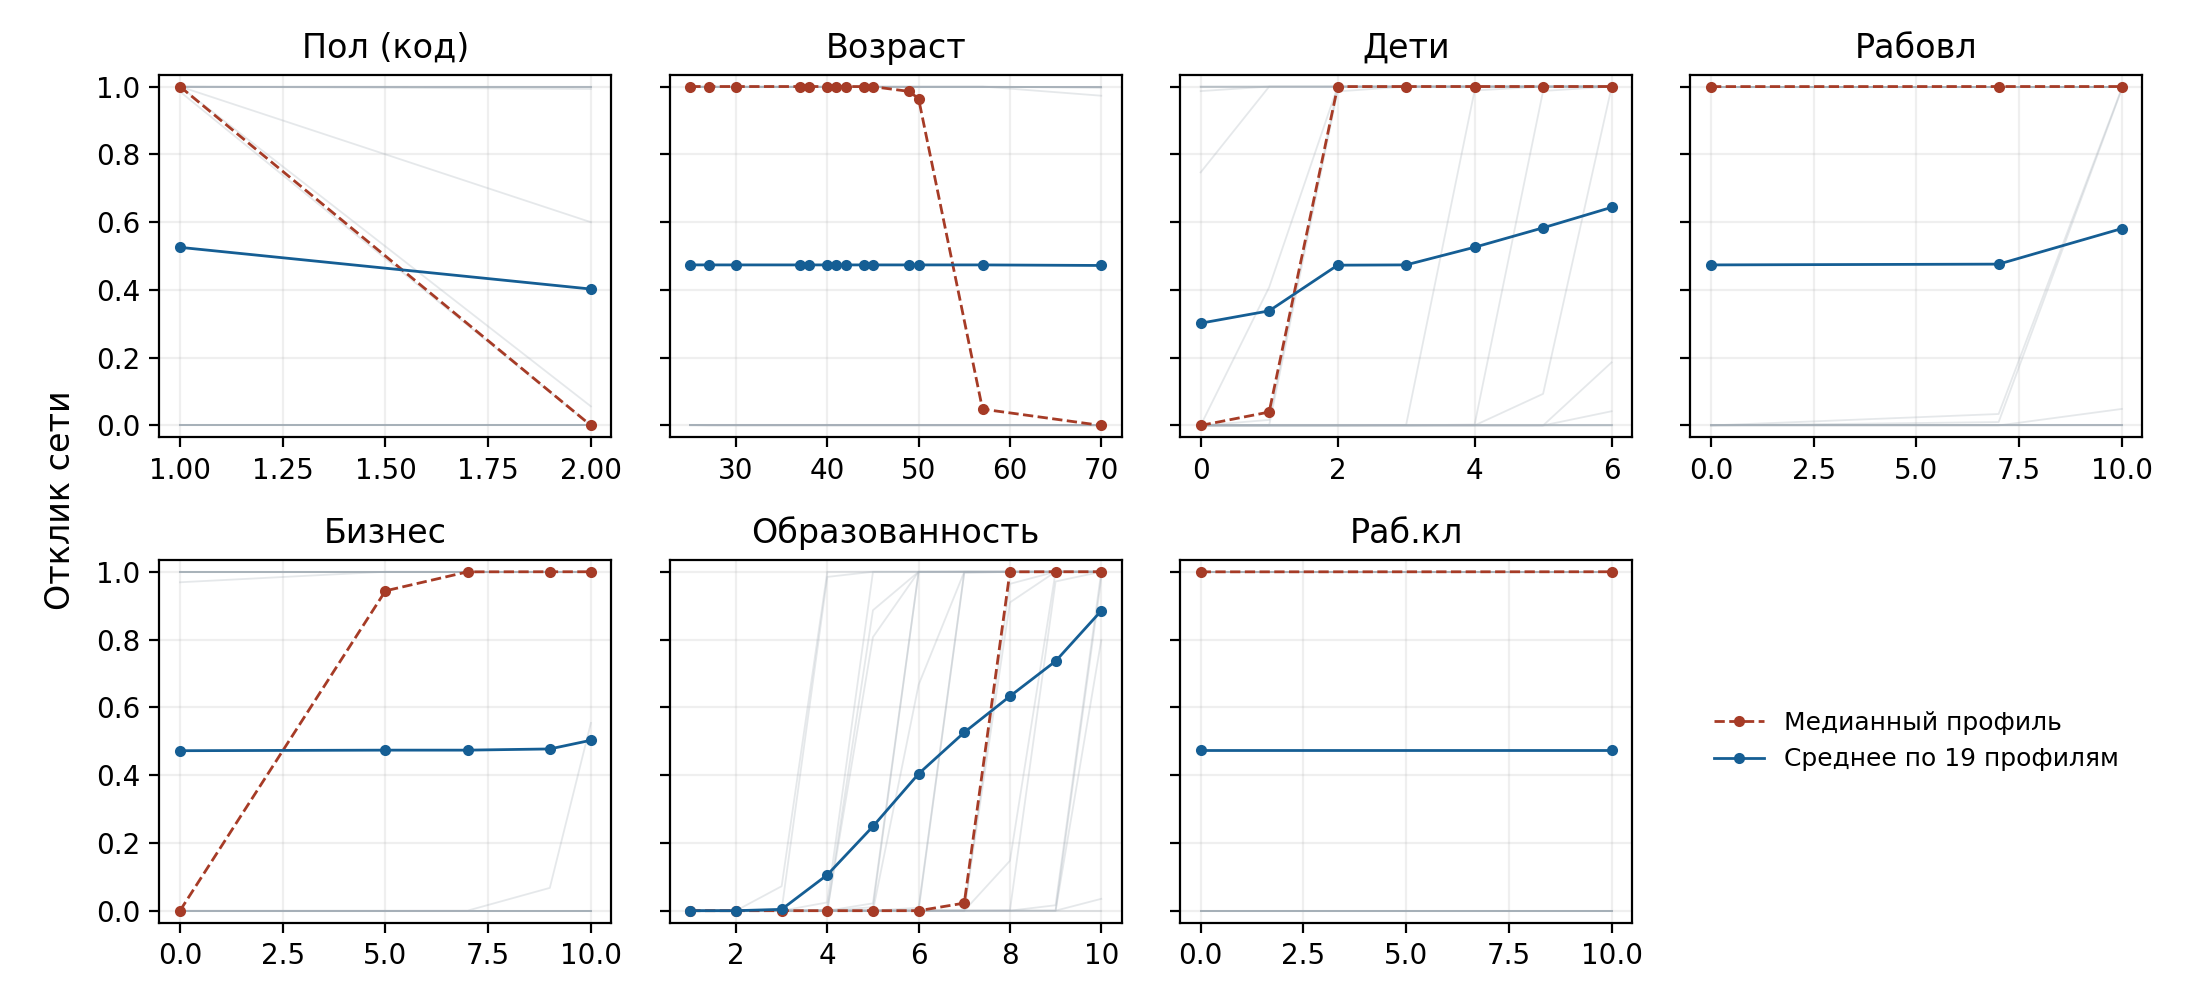 Пол (код)
Возраст
Дети
Рабовл
Отклик сети
1.0
0.8
0.6
0.4
0.2
0.0
1.00 1.25 1.50 1.75 2.00
30 40 50 60 70
0 2 4 6
0.0 2.5 5.0 7.5 10.0
Бизнес
Образованность
Раб.кл
1.0
0.8
0.6
0.4
0.2
0.0
0.0 2.5 5.0 7.5 10.0
2 4 6 8 10
0.0 2.5 5.0 7.5 10.0
Медианный профиль
Среднее по 19 профилям